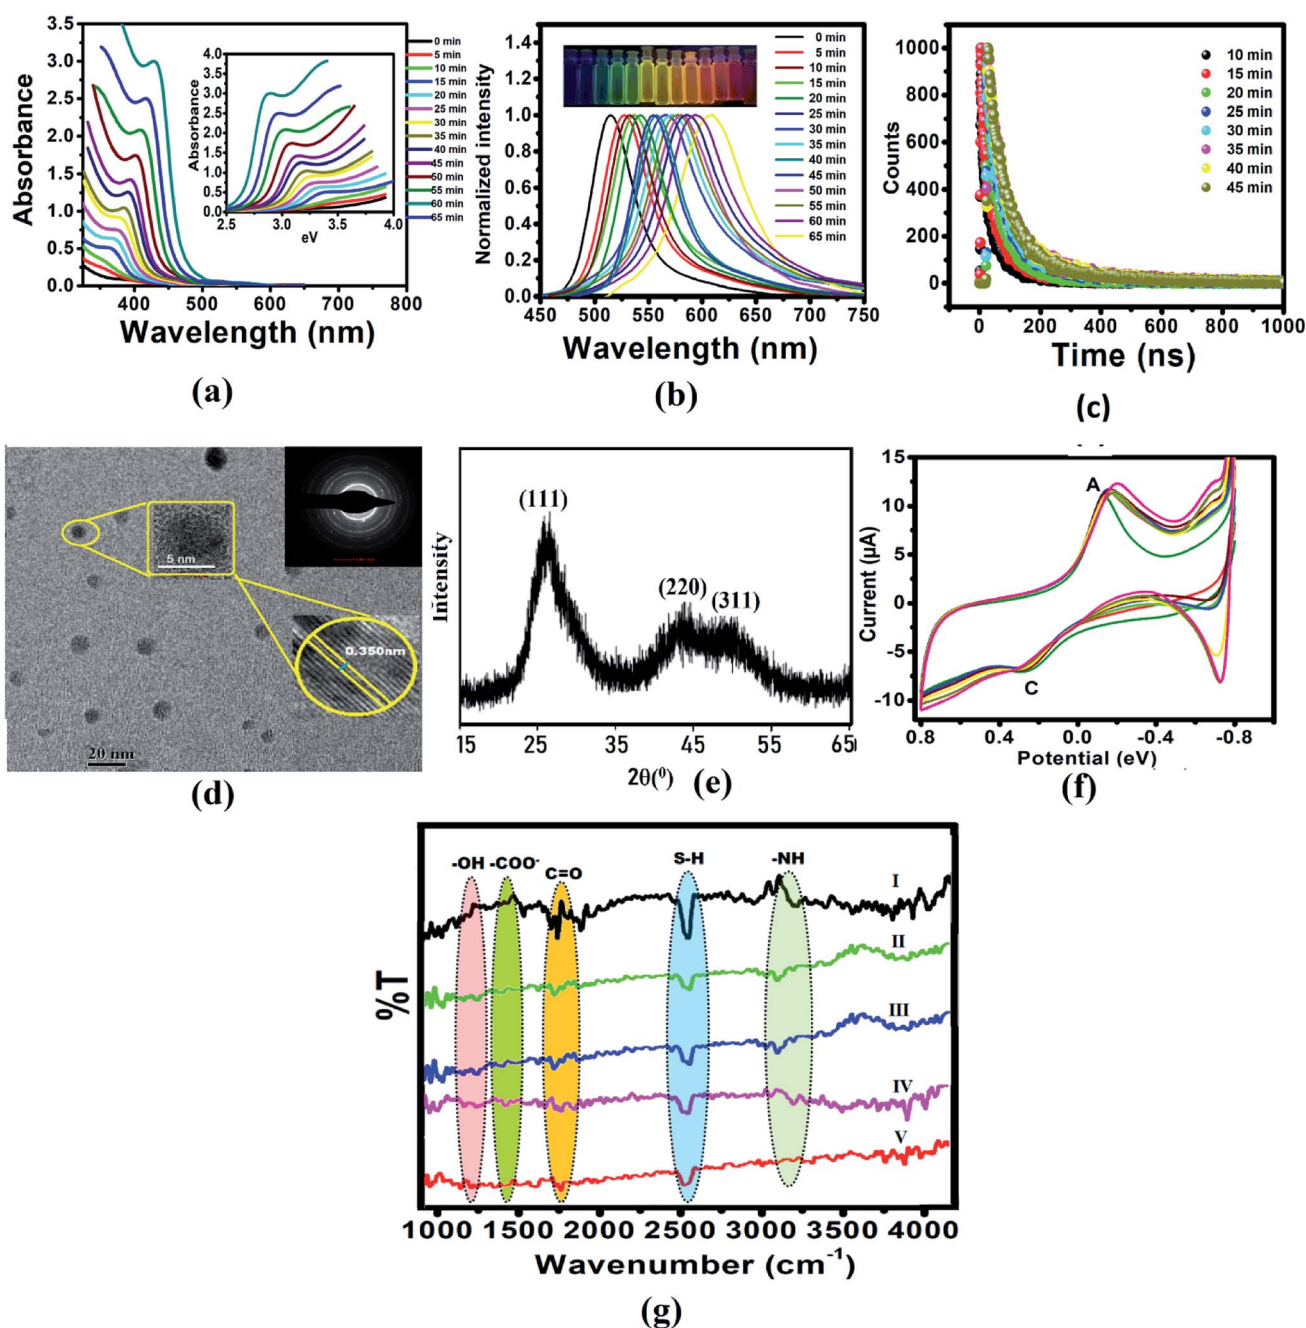 3.5
3.0
2.5
2.0
1.5
1.0
0.5
0.0
Absorbance
400 500 600 700 800
Wavelength (nm)
4.0
3.5
3.0
2.5
2.0
1.5
1.0
0.5
0.0
Absorbance
2.5 3.0 3.5 4.0
eV
0 min
5 min
10 min
15 min
20 min
25 min
30 min
35 min
40 min
45 min
60 min
55 min
60 min
65 min
(a)
1.4
1.2
1.0
0.8
0.6
0.4
0.2
0.0
Normalized intensity
450 500 550 600 650 700 750
Wavelength (nm)
0 min
5 min
10 min
15 min
20 min
25 min
30 min
35 min
40 min
45 min
50 min
55 min
60 min
65 min
(b)
1000
800
600
400
200
0
Counts
0 200 400 600 800 1000
Time (ns)
10 min
15 min
20 min
25 min
30 min
35 min
40 min
45 min
(c)
5 nm
0.350nm
20 nm
(d)
Intensity
(111)
(220)
(311)
15 25 35 45 55 65
2θ(⁰)
(e)
15
10
5
0
-5
-10
Current (µA)
A
C
0.8 0.4 0.0 -0.4 -0.8
Potential (eV)
(f)
-OH -COO⁻ C=O S-H -NH
I
II
III
IV
V
%T
1000 1500 2000 2500 3000 3500 4000
Wavenumber (cm⁻¹)
(g)